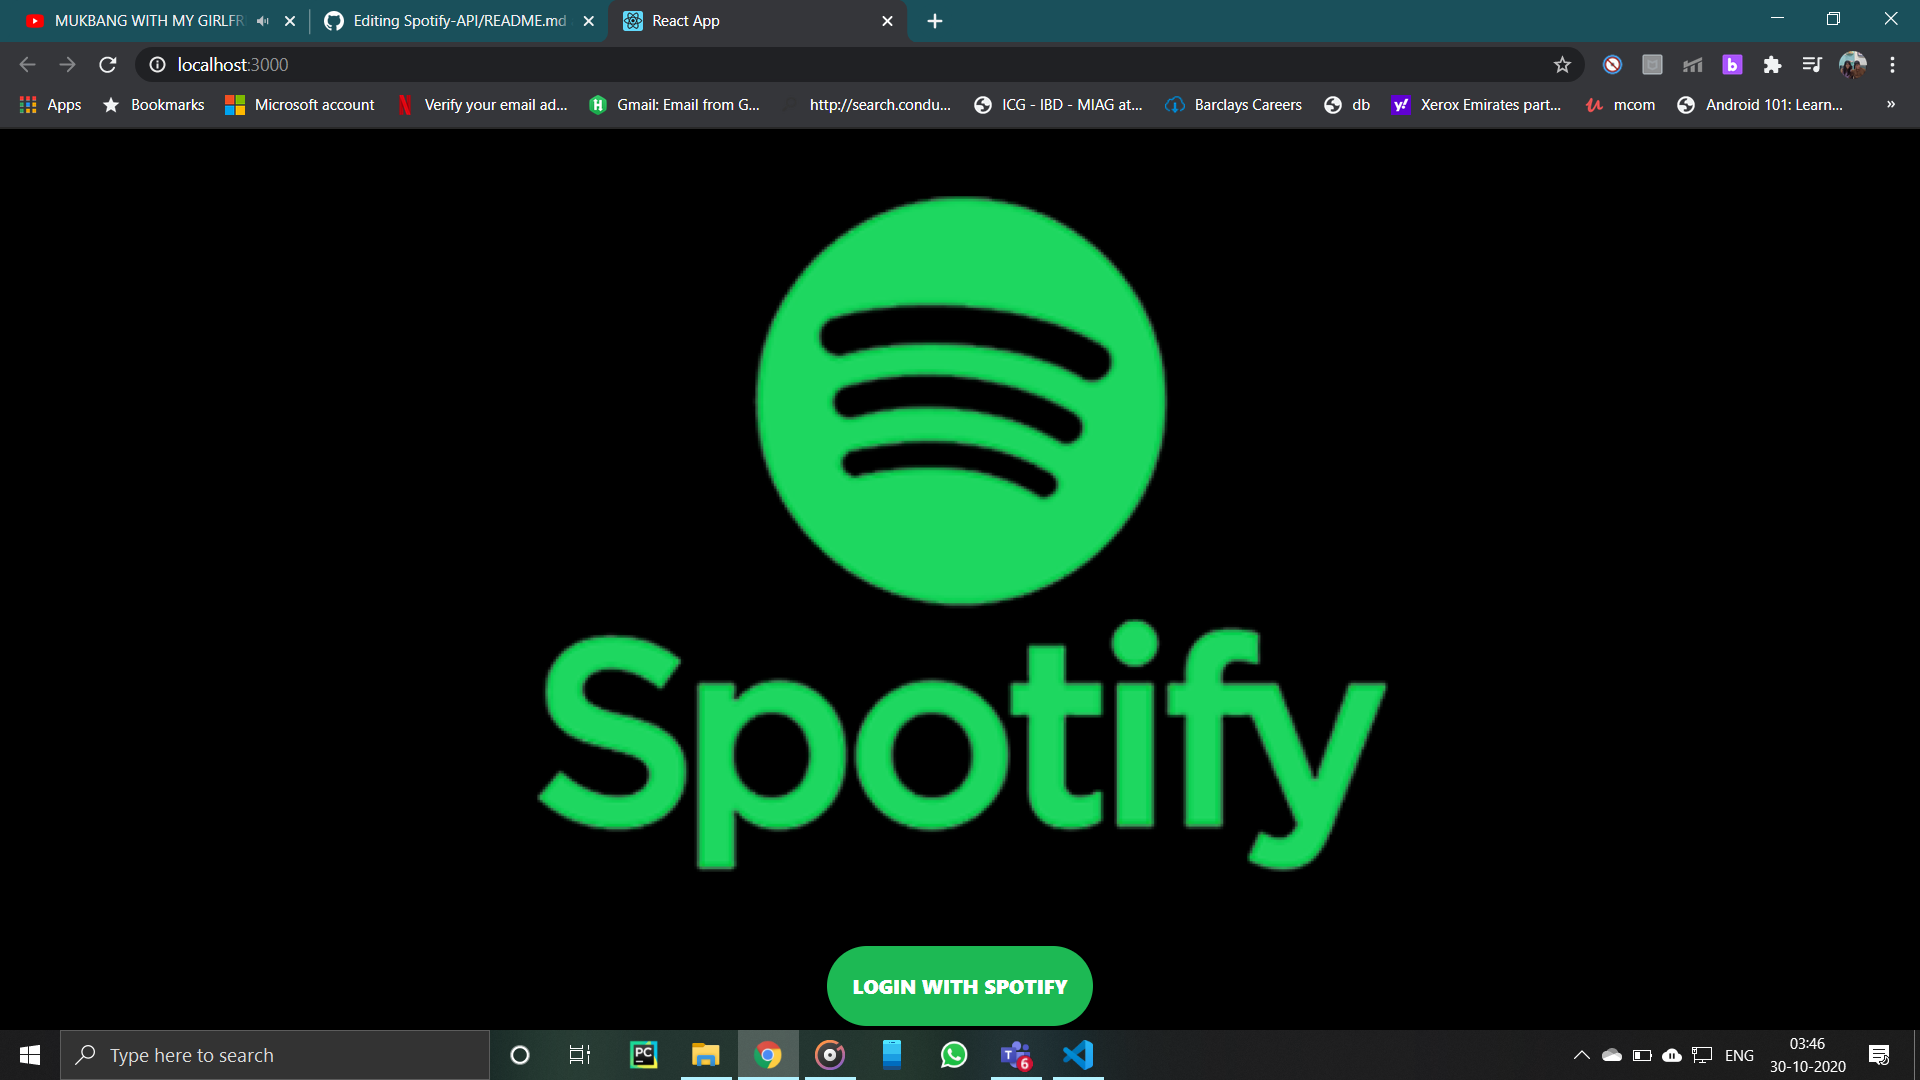 MUKBANG WITH MY GIRLFR
Editing Spotify-API/README.md
React App
localhost:3000
b
Apps
Bookmarks
Microsoft account
Verify your email ad...
Gmail: Email from G...
http://search.condu...
ICG - IBD - MIAG at...
Barclays Careers
db
Xerox Emirates part...
mcom
Android 101: Learn...
»
Spotify
LOGIN WITH SPOTIFY
Type here to search
PC
T
6
ENG
03:46
30-10-2020